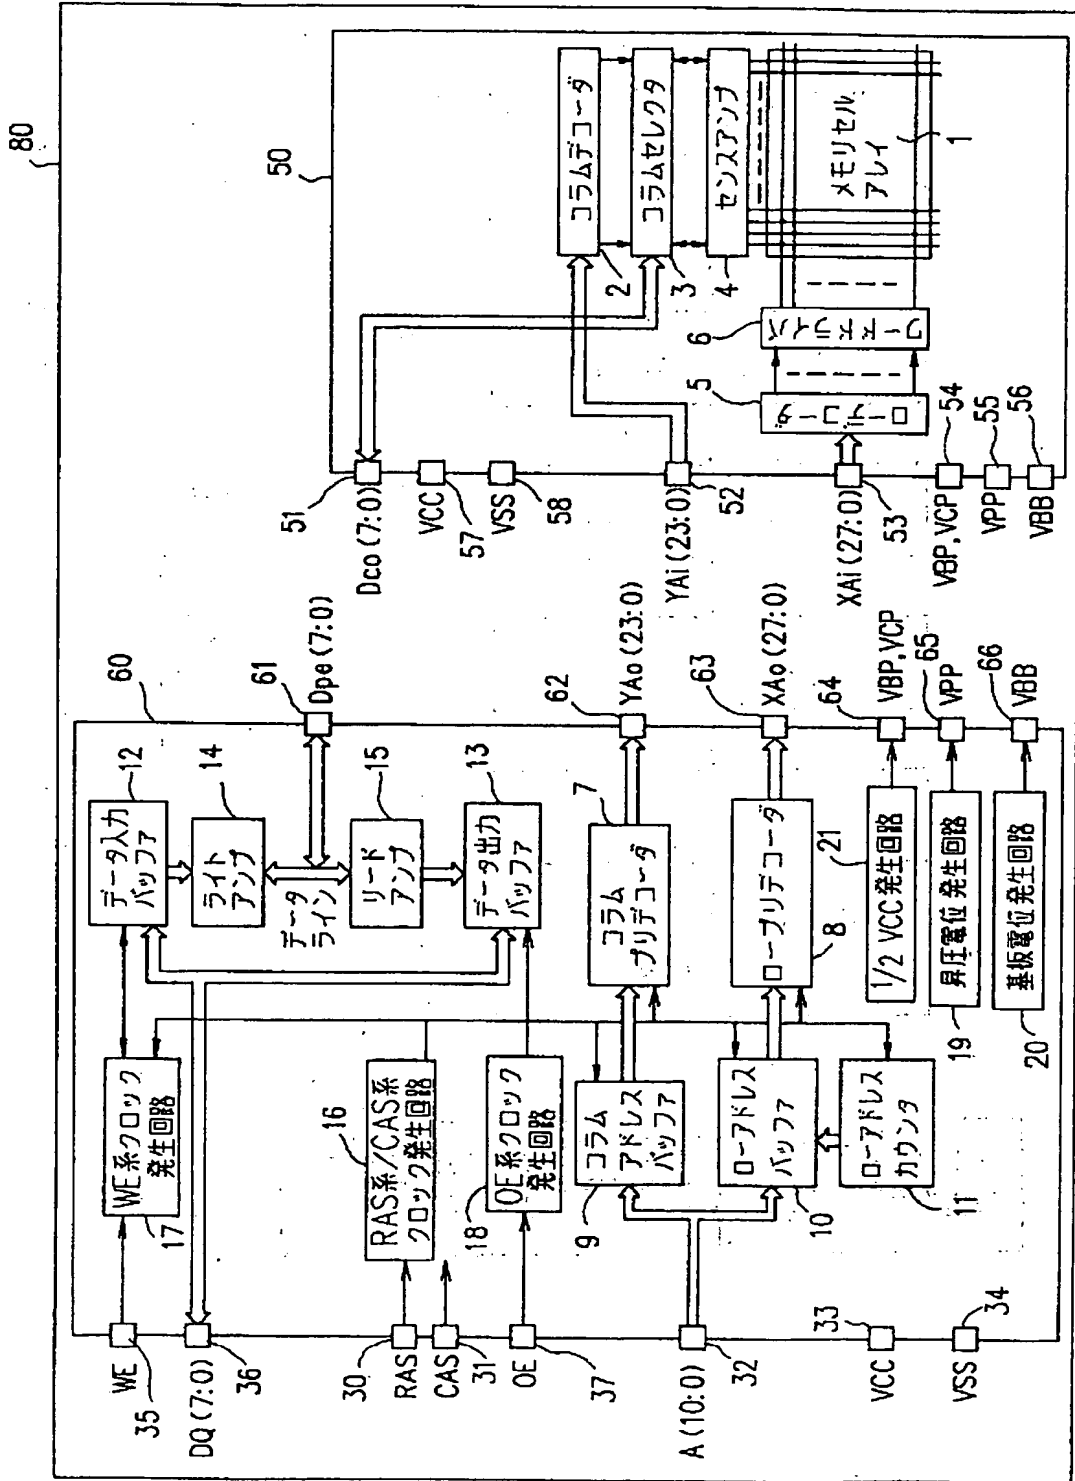 80
60
WE
35
DQ (7:0)
36
30
RAS
CAS
31
OE
37
A (10:0)
32
33
VCC
34
VSS
WE系クロック
発生回路
17
16
RAS系/CAS系
クロック発生回路
18
OE系クロック
発生回路
コラム
アドレス
バッファ
9
ローアドレス
バッファ
10
ローアドレス
カウンタ
11
データ入力
バッファ
12
ライト
アンプ
14
データ
ライン
リード
アンプ
15
データ出力
バッファ
13
コラム
プリデコーダ
7
ロープリデコーダ
8
1/2 VCC 発生回路
21
昇圧電位発生回路
19
基板電位発生回路
20
61
Dpe (7:0)
62
YAo (23:0)
63
XAo (27:0)
64
VBP, VCP
65
VPP
66
VBB
50
51
Dco (7:0)
VCC
57
VSS
58
YAi (23:0)
52
XAi (27:0)
53
VBP, VCP
54
VPP
55
VBB
56
コラムデコーダ
2
コラムセレクタ
3
センスアンプ
4
ローデコーダ
5
ワードドライバ
6
メモリセル
アレイ
1